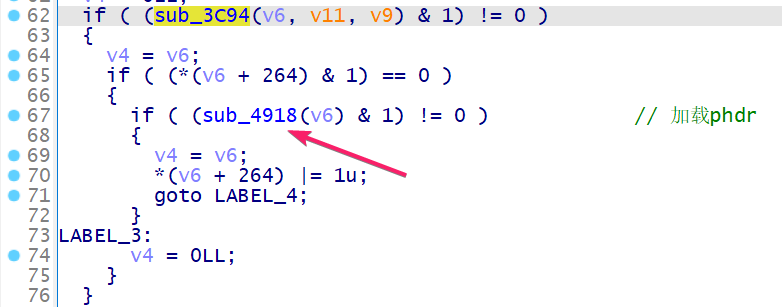 62 if ( (sub_3C94(v6, v11, v9) & 1) != 0 )
63 {
64 v4 = v6;
65 if ( (*(v6 + 264) & 1) == 0 )
66 {
67 if ( (sub_4918(v6) & 1) != 0 ) // 加载phdr
68 {
69 v4 = v6;
70 *(v6 + 264) |= 1u;
71 goto LABEL_4;
72 }
73 LABEL_3:
74 v4 = 0LL;
75 }
76 }